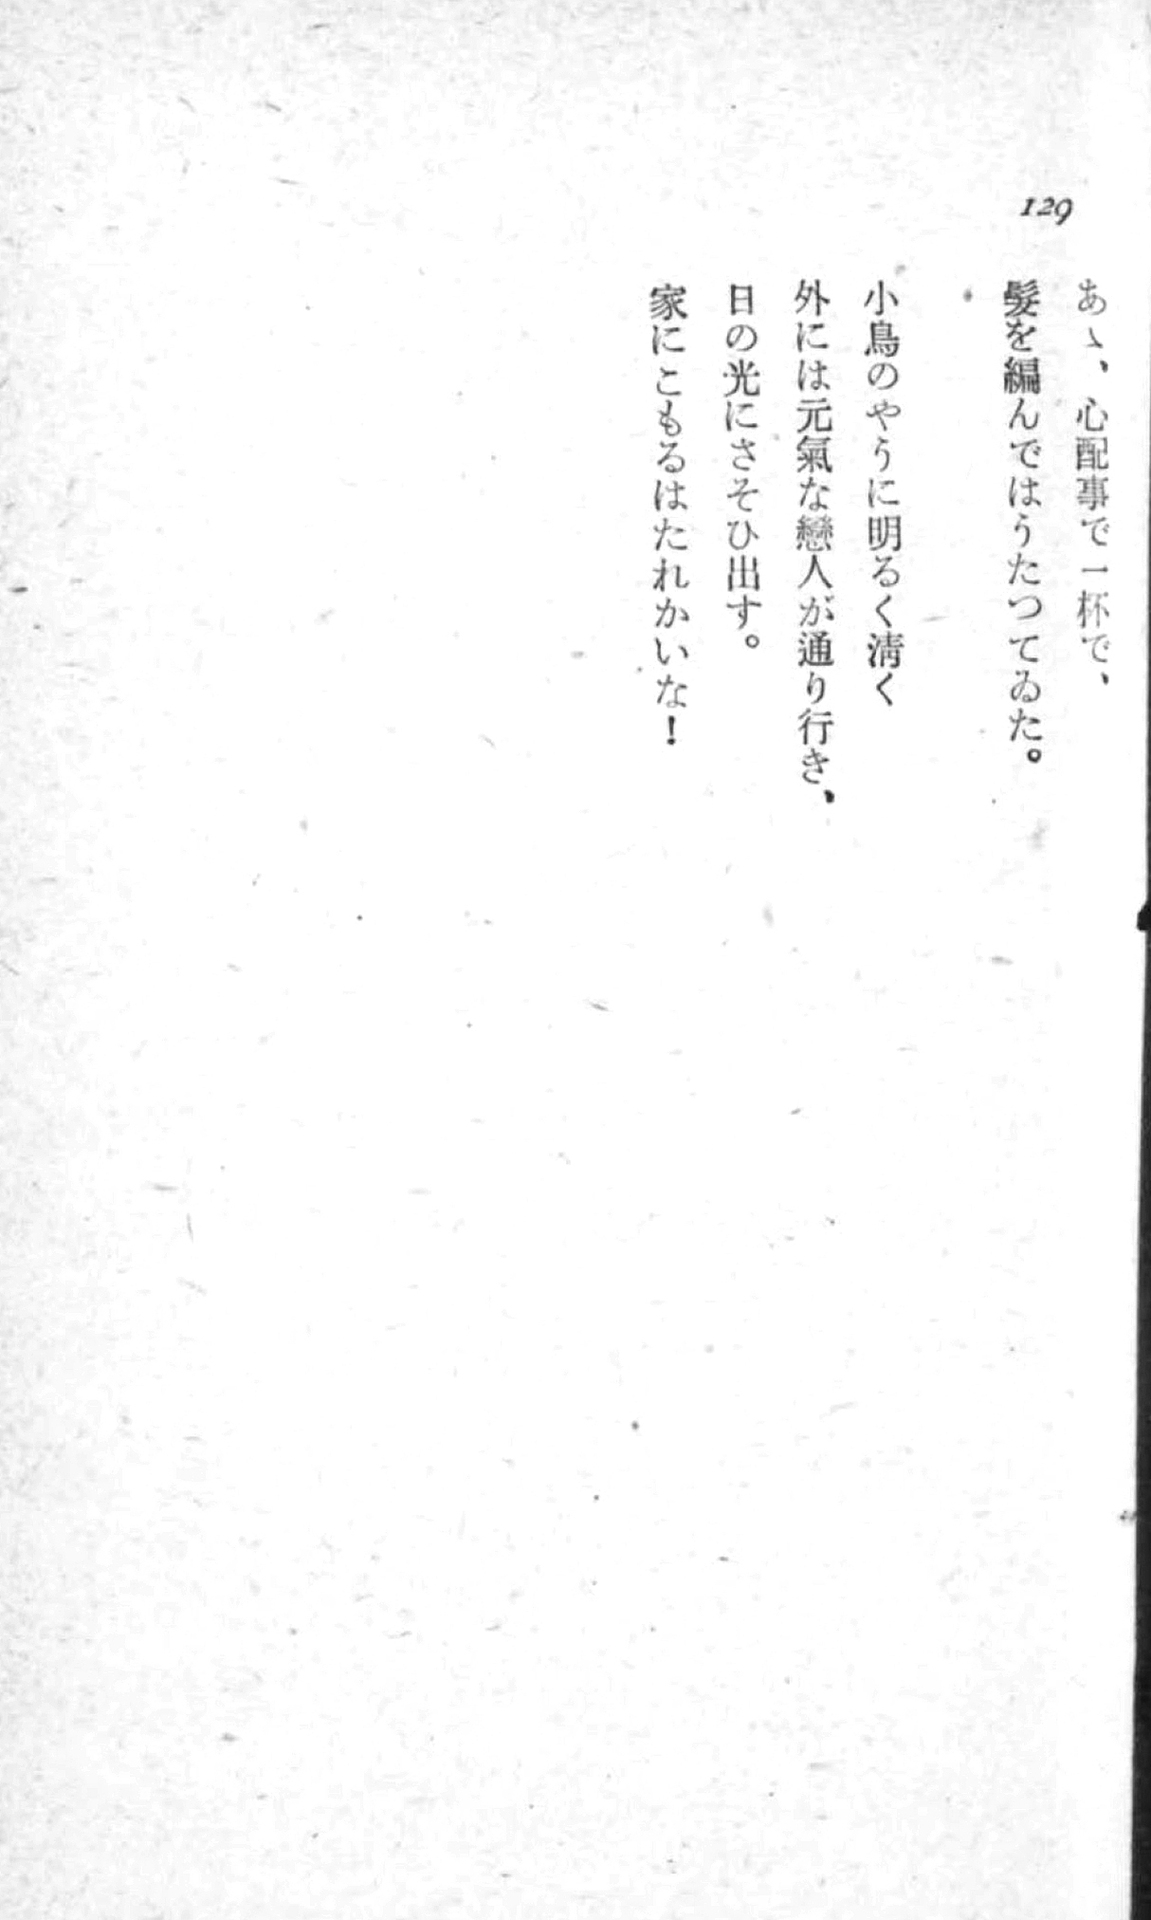 129
あゝ、心配事で一杯で、
髪を編んではうたつてゐた。
小鳥のやうに明るく淸く
外には元氣な戀人が通り行き、
日の光にさそひ出す。
家にこもるはたれかいな！